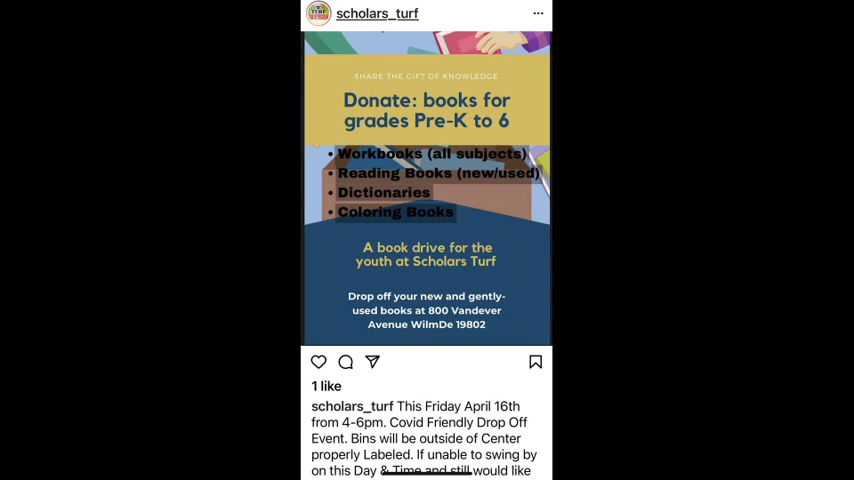 scholars_turf
SHARE THE GIFT OF KNOWLEDGE.
Donate: books for
grades Pre-K to 6
• Workbooks (all subjects)
• Reading Books (new/used)
• Dictionaries
• Coloring Books
A book drive for the
youth at Scholars Turf
Drop off your new and gently-
used books at 800 Vandever
Avenue WilmDe 19802
1 like
scholars_turf This Friday April 16th
from 4-6pm. Covid Friendly Drop Off
Event. Bins will be outside of Center
properly Labeled. If unable to swing by
on this Day & Time and still would like